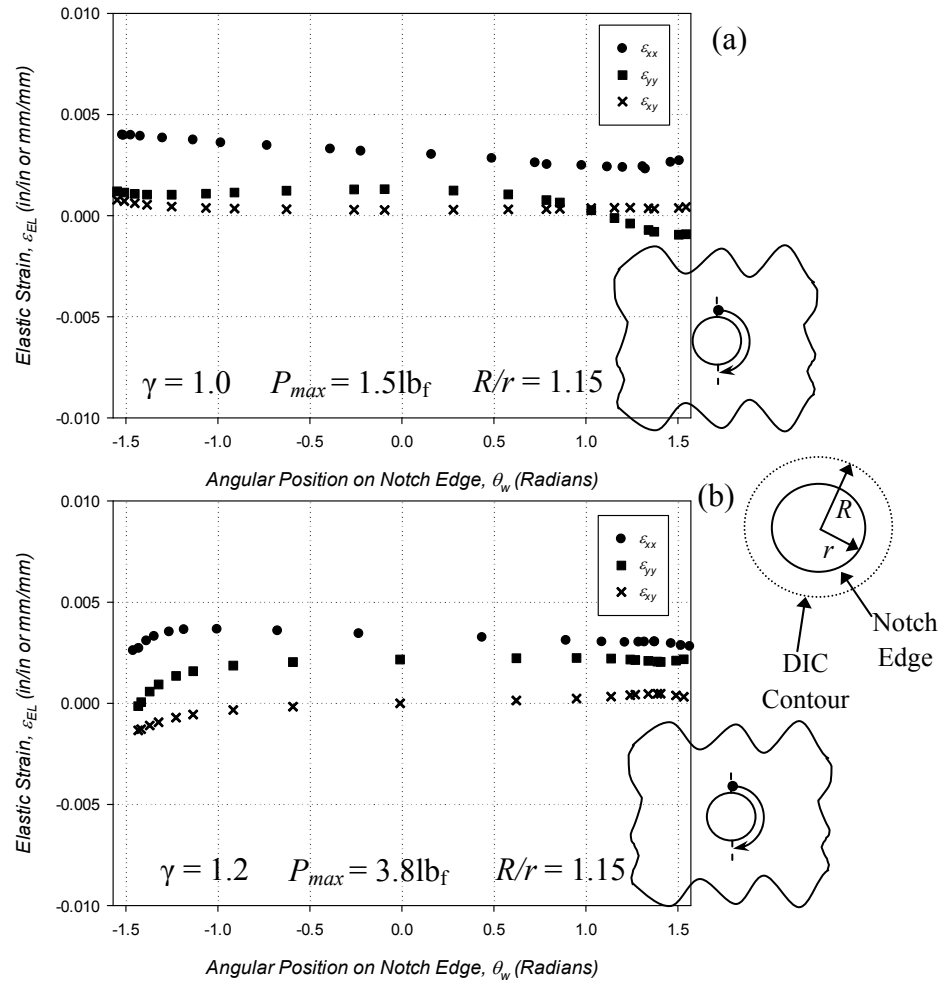 (a)
0.010
0.005
0.000
-0.005
-0.010
Elastic Strain, εEL (in/in or mm/mm)
εxx
εyy
εxy
γ = 1.0 Pmax = 1.5lbf R/r = 1.15
-1.5 -1.0 -0.5 0.0 0.5 1.0 1.5
Angular Position on Notch Edge, θw (Radians)
(b)
0.010
0.005
0.000
-0.005
-0.010
Elastic Strain, εEL (in/in or mm/mm)
εxx
εyy
εxy
γ = 1.2 Pmax = 3.8lbf R/r = 1.15
-1.5 -1.0 -0.5 0.0 0.5 1.0 1.5
Angular Position on Notch Edge, θw (Radians)
R
r
Notch
Edge
DIC
Contour